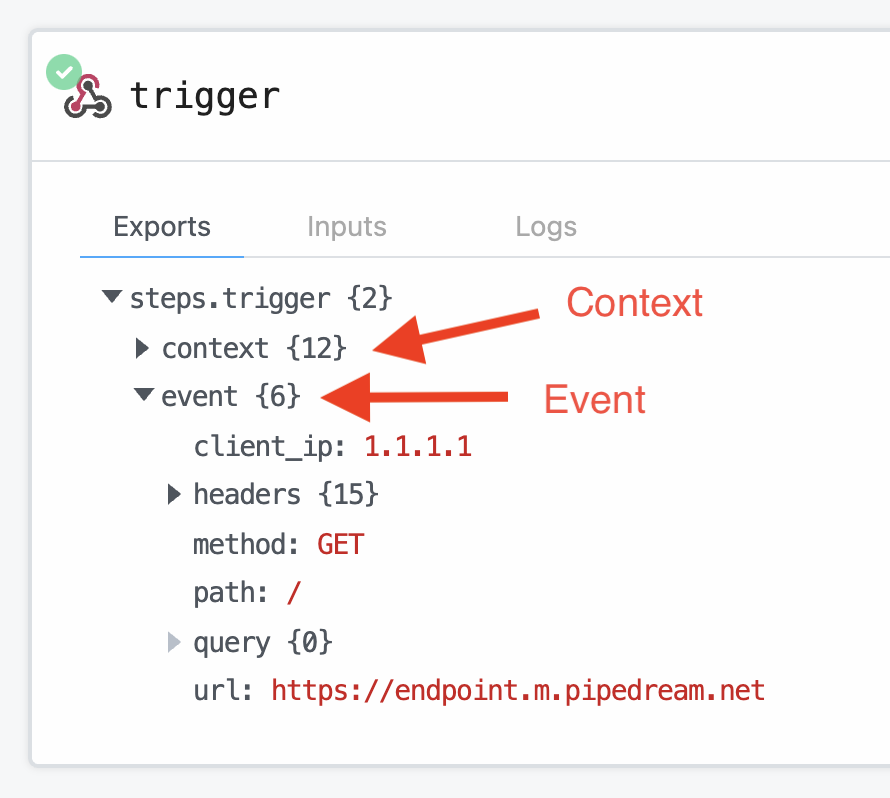 trigger
Exports Inputs Logs
steps.trigger {2}
context {12} Context
event {6} Event
client_ip: 1.1.1.1
headers {15}
method: GET
path: /
query {0}
url: https://endpoint.m.pipedream.net